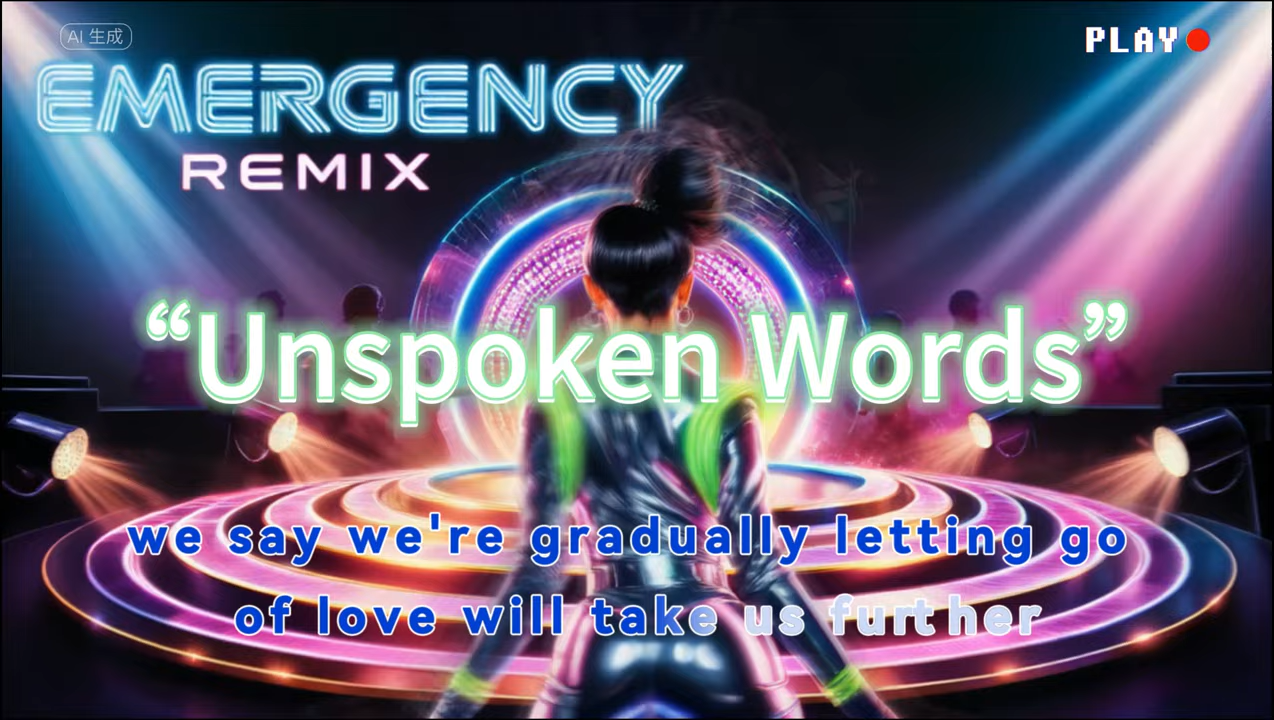 AI 生成
PLAY
EMERGENCY
REMIX
“Unspoken Words”
we say we're gradually letting go
of love will take us further